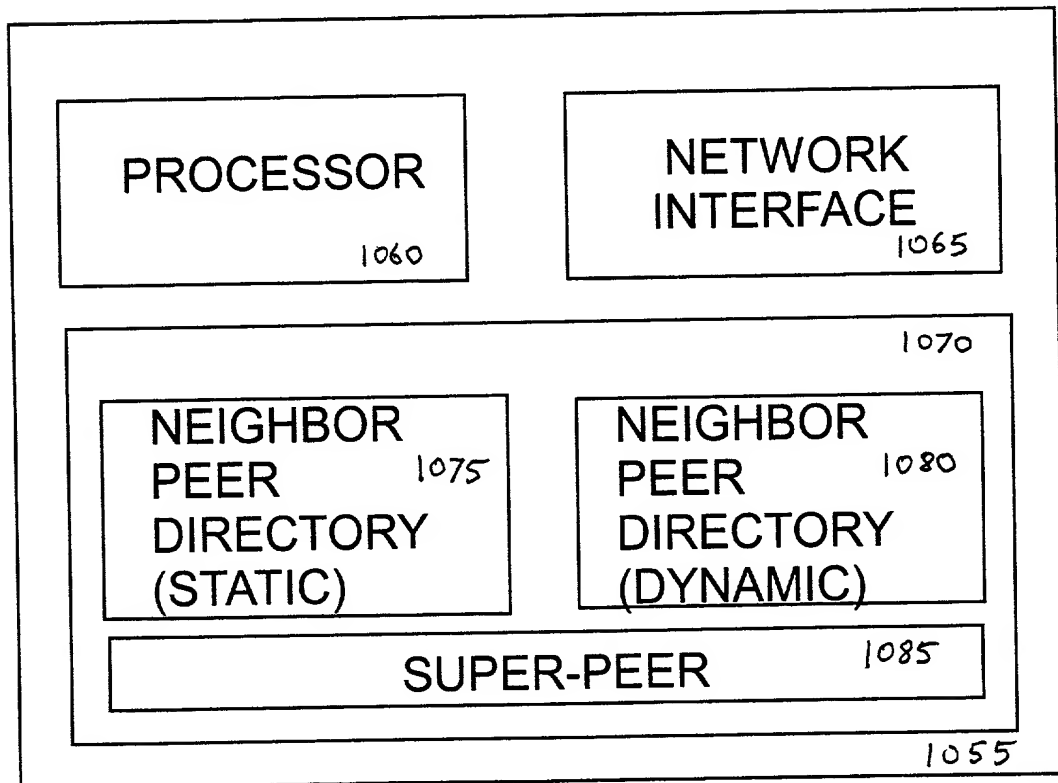 PROCESSOR
1060
NETWORK
INTERFACE
1065
1070
NEIGHBOR
PEER 1075
DIRECTORY
(STATIC)
NEIGHBOR
PEER 1080
DIRECTORY
(DYNAMIC)
SUPER-PEER 1085
1055